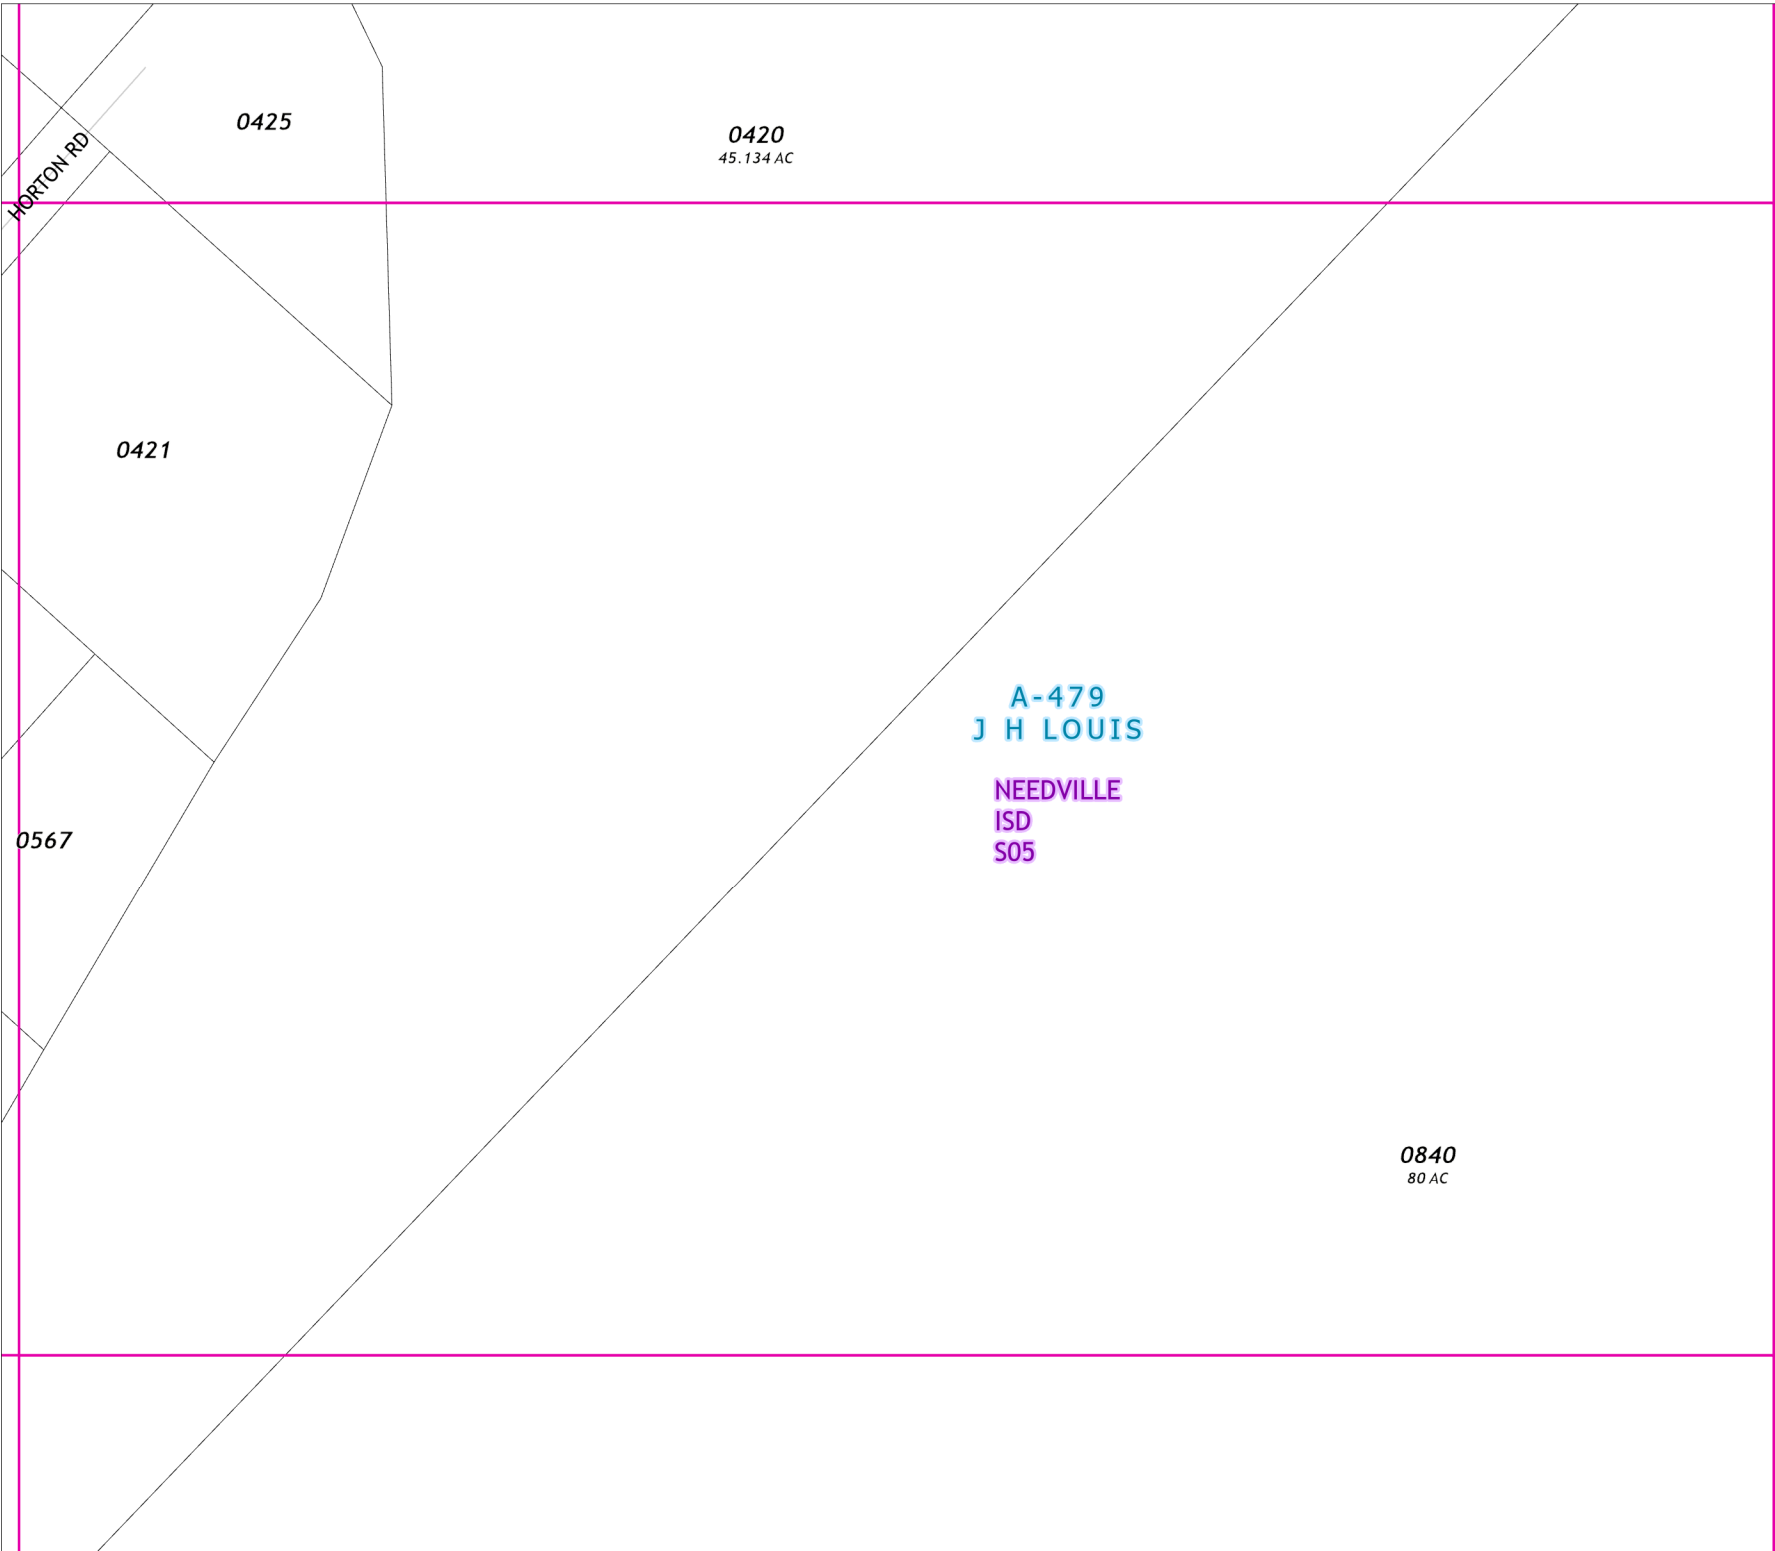 0425
0420
45.134 AC
HORTON RD
0421
A-479
J H LOUIS
NEEDVILLE
ISD
S05
0567
0840
80 AC